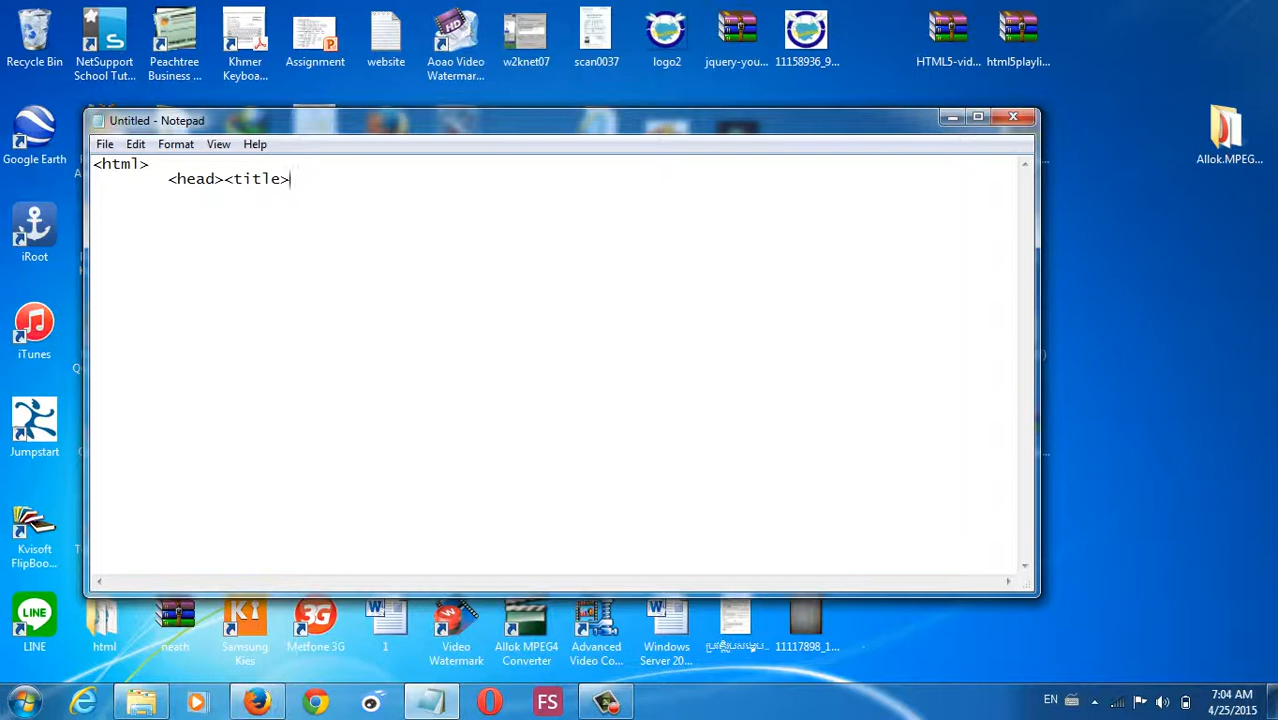 Recycle Bin
NetSupport
School Tut...
Peachtree
Business ...
Khmer
Keyboa...
Assignment
website
Aoao Video
Watermar...
w2knet07
scan0037
logo2
jquery-you...
11158936_9...
HTML5-vid...
html5playli...
Untitled - Notepad
File Edit Format View Help
<html>
<head><title>
Google Earth
Allok.MPEG...
iRoot
iTunes
Jumpstart
Kvisoft
FlipBoo...
LINE
html
neath
Samsung
Kies
Metfone 3G
1
Video
Watermark
Allok MPEG4
Converter
Advanced
Video Co...
Windows
Server 20...
11117898_1...
EN
7:04 AM
4/25/2015